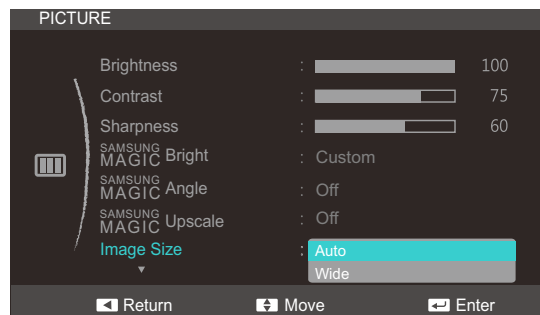 PICTURE
Brightness : 100
Contrast : 75
Sharpness : 60
SAMSUNG MAGIC Bright : Custom
SAMSUNG MAGIC Angle : Off
SAMSUNG MAGIC Upscale : Off
Image Size : Auto
Wide
Return Move Enter